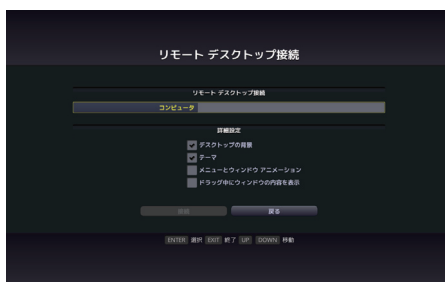 リモート デスクトップ接続
リモート デスクトップ接続
コンピュータ
詳細設定
デスクトップの背景
テーマ
メニューとウィンドウ アニメーション
ドラッグ中にウィンドウの内容を表示
接続 戻る
ENTER 選択 EXIT 終了 UP DOWN 移動